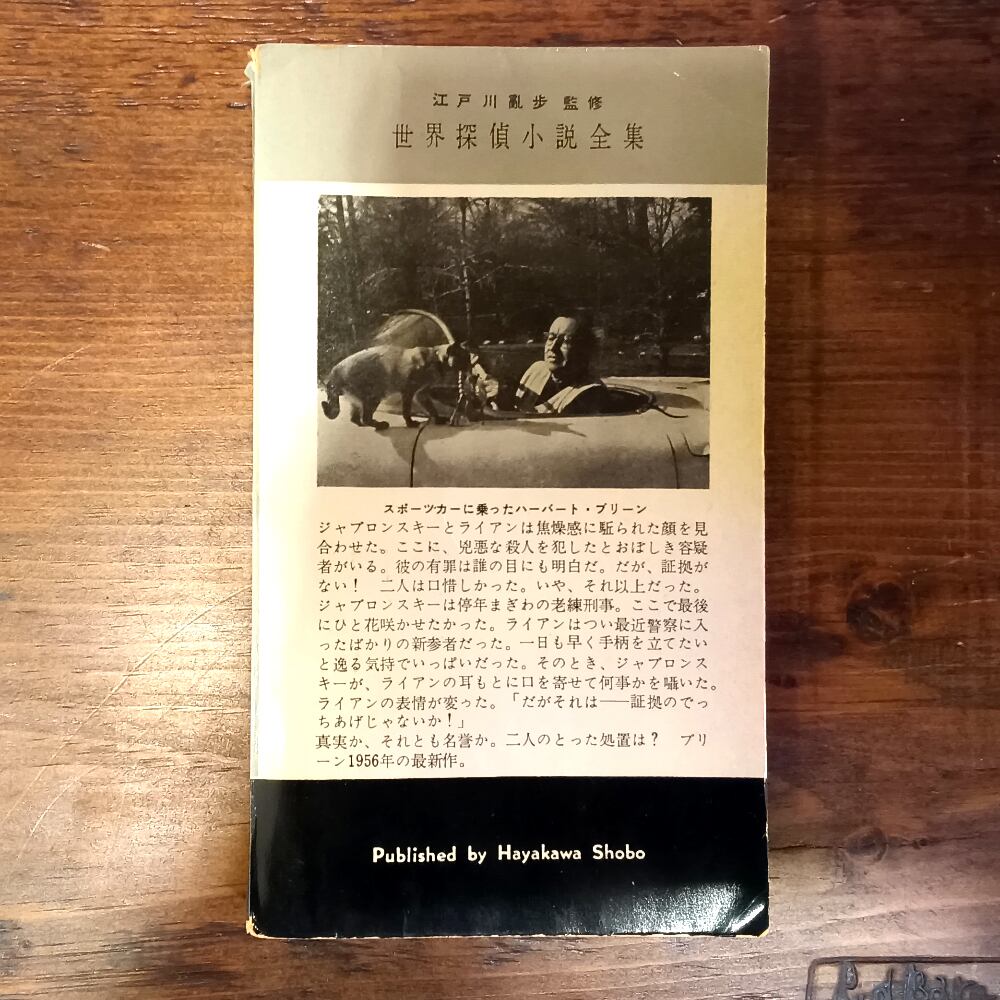 江戸川亂歩 監修
世界探偵小説全集
スポーツカーに乗ったハーバート・ブリーン
ジャブロンスキーとライアンは焦燥感に駈られた顔を見
合わせた。ここに、兇悪な殺人を犯したとおぼしき容疑
者がいる。彼の有罪は誰の目にも明白だ。だが、証拠が
ない！　二人は口惜しかった。いや、それ以上だった。
ジャブロンスキーは停年まぎわの老練刑事。ここで最後
にひと花咲かせたかった。ライアンはつい最近警察に入
ったばかりの新参者だった。一日も早く手柄を立てたい
と逸る気持でいっぱいだった。そのとき、ジャブロンス
キーが、ライアンの耳もとに口を寄せて何事かを囁いた。
ライアンの表情が変った。「だがそれは――証拠のでっ
ちあげじゃないか！」
真実か、それとも名誉か。二人のとった処置は？　ブリ
ーン1956年の最新作。
Published by Hayakawa Shobo